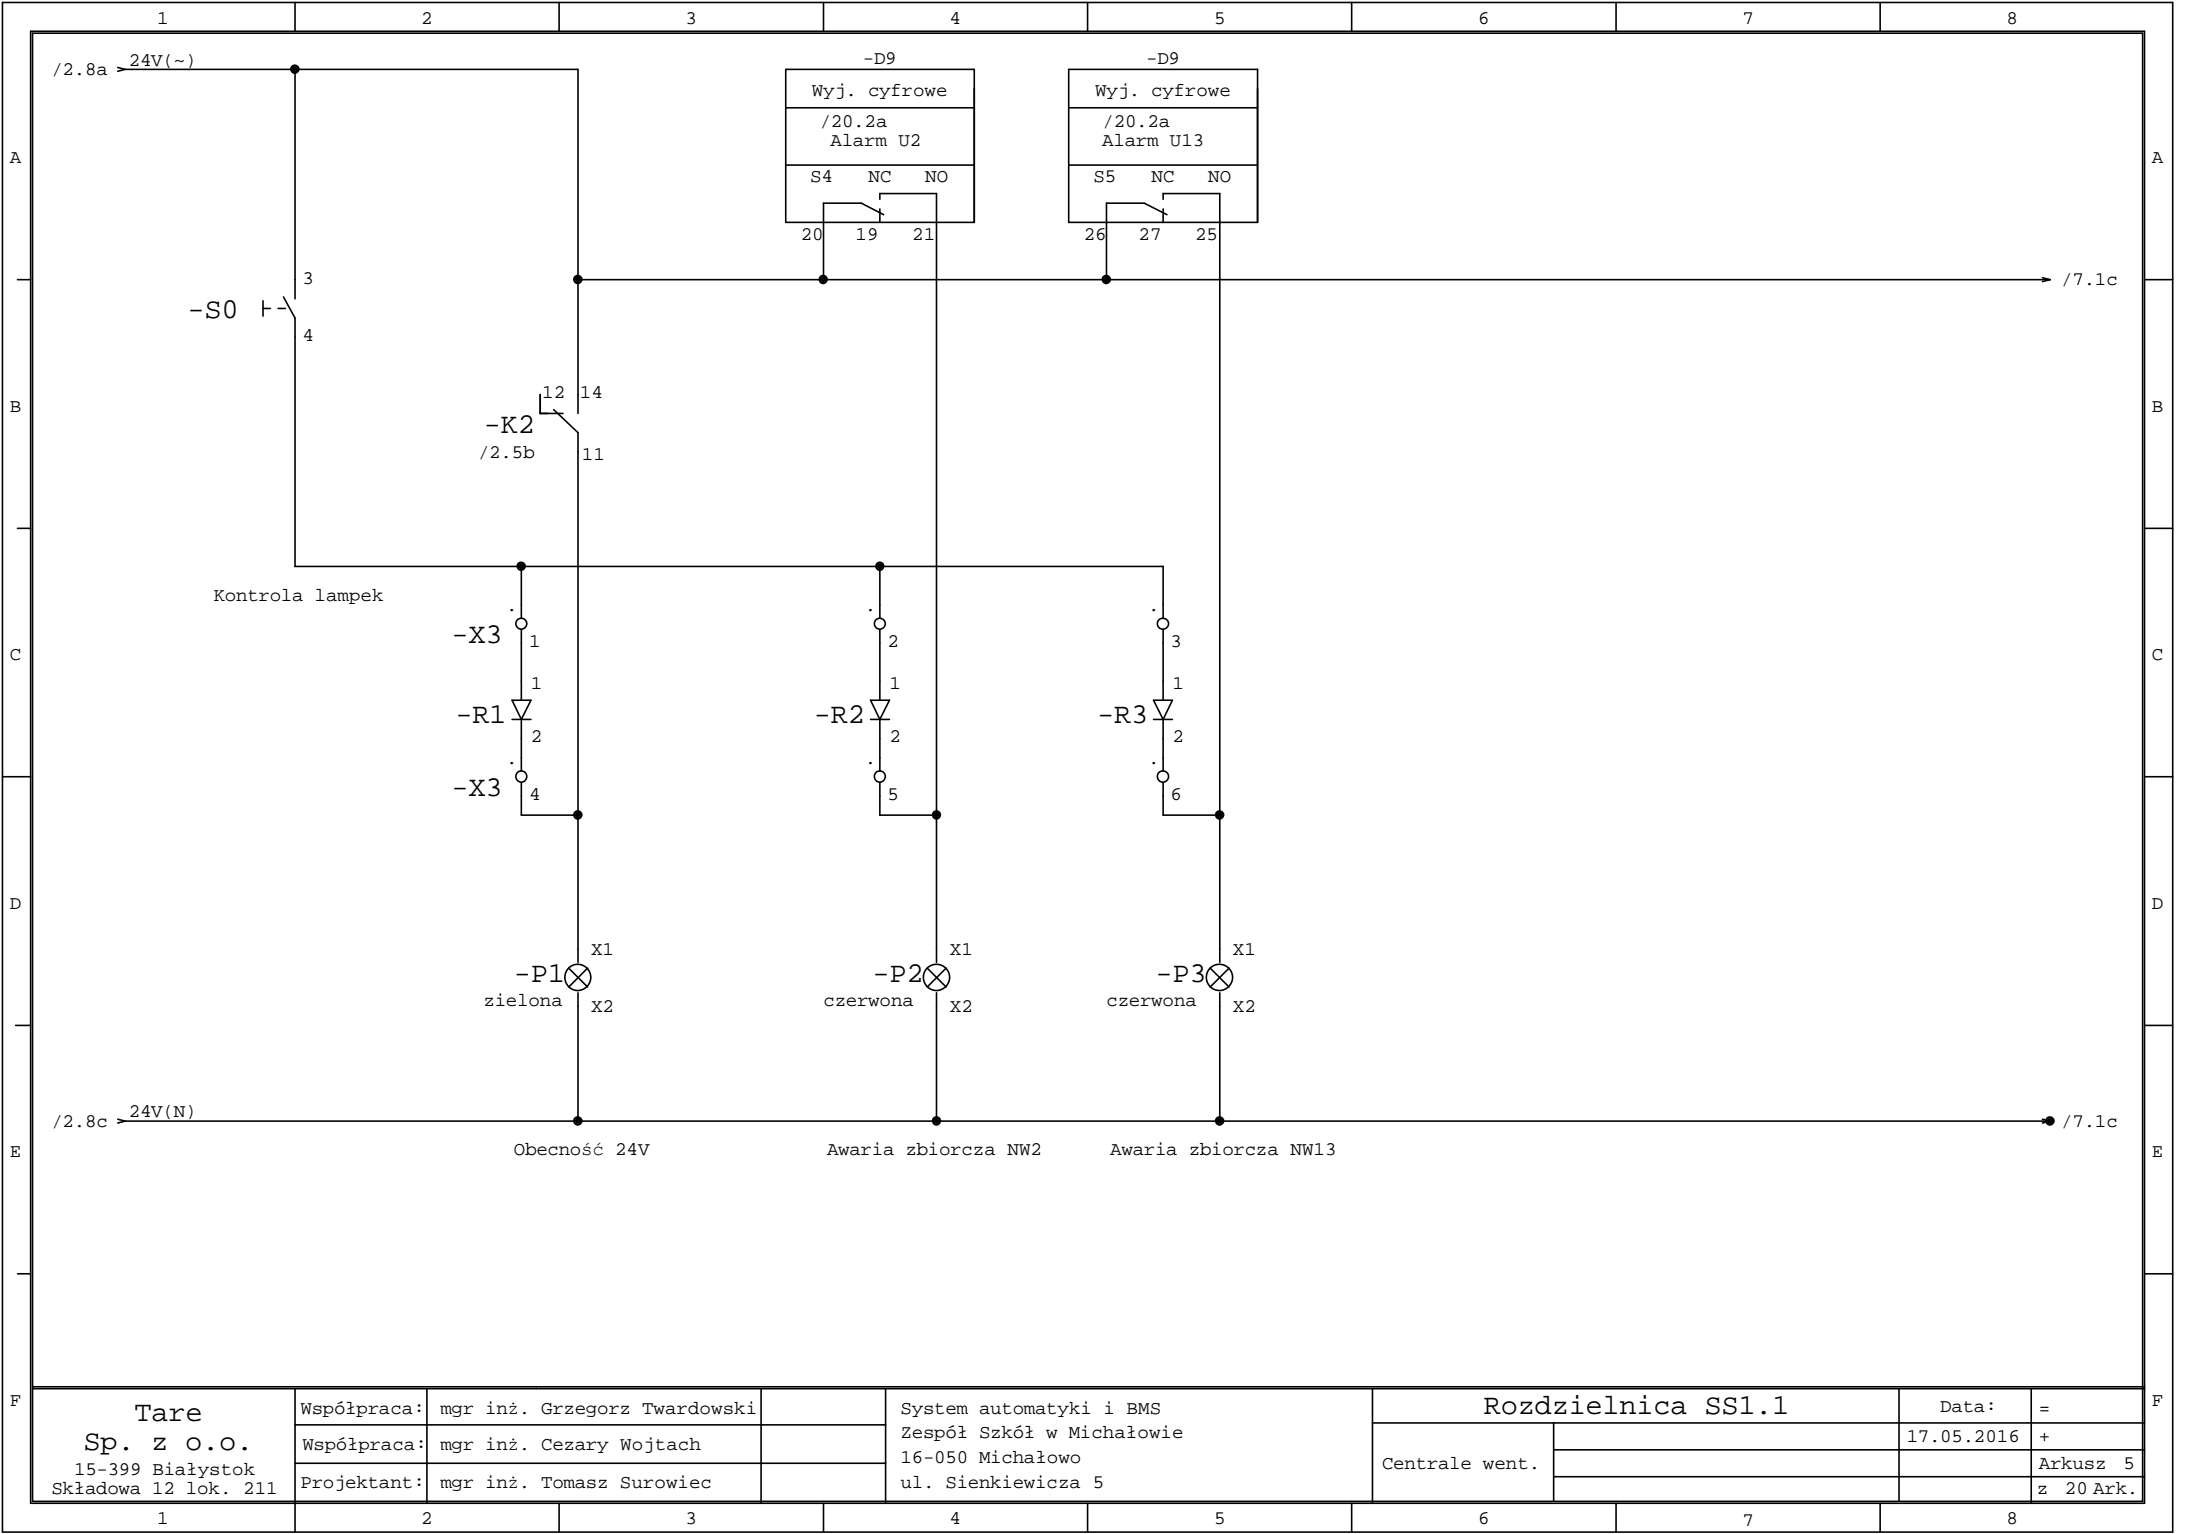 1 2 3 4 5 6 7 8
/2.8a 24V(~)
-D9 -D9
Wyj. cyfrowe Wyj. cyfrowe
/20.2a /20.2a
Alarm U2 Alarm U13
A A
S4 NC NO S5 NC NO
20 19 21 26 27 25
3 /7.1c
-S0
4
12 14
B B
-K2
/2.5b 11
Kontrola lampek
-X3 1 2 3
C C
1 1 1
-R1 -R2 -R3
2 2 2
-X3 4 5 6
D D
X1 X1 X1
-P1 -P2 -P3
zielona czerwona czerwona
X2 X2 X2
/2.8c 24V(N) /7.1c
E Obecność 24V Awaria zbiorcza NW2 Awaria zbiorcza NW13 E
F F
Tare
Sp. z o.o.
15-399 Białystok
Składowa 12 lok. 211
Współpraca: mgr inż. Grzegorz Twardowski
Współpraca: mgr inż. Cezary Wojtach
Projektant: mgr inż. Tomasz Surowiec
System automatyki i BMS
Zespół Szkół w Michałowie
16-050 Michałowo
ul. Sienkiewicza 5
Rozdzielnica SS1.1
Centrale went.
Data: =
17.05.2016 +
Arkusz 5
z 20 Ark.
1 2 3 4 5 6 7 8